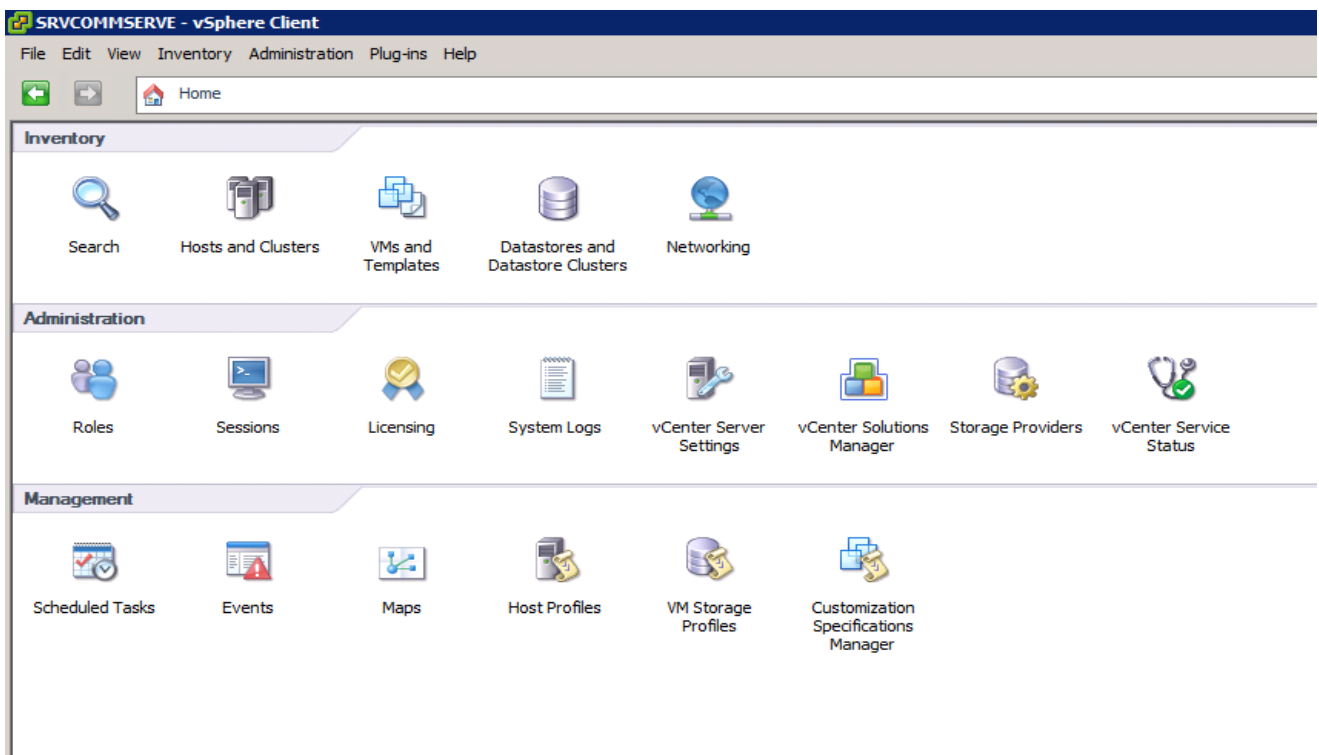 SRVCOMMSERVE - vSphere Client
File Edit View Inventory Administration Plug-ins Help
Home
Inventory
Search
Hosts and Clusters
VMs and
Templates
Datastores and
Datastore Clusters
Networking
Administration
Roles
Sessions
Licensing
System Logs
vCenter Server
Settings
vCenter Solutions
Manager
Storage Providers
vCenter Service
Status
Management
Scheduled Tasks
Events
Maps
Host Profiles
VM Storage
Profiles
Customization
Specifications
Manager